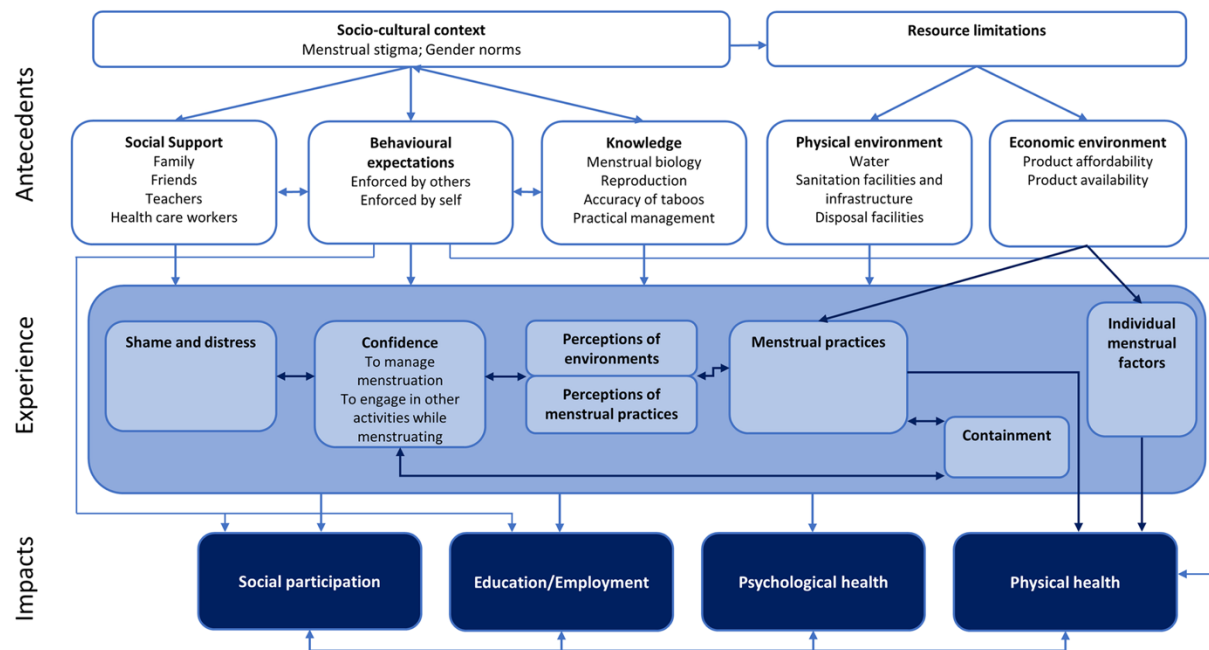 Antecedents
Socio-cultural context
Menstrual stigma; Gender norms
Resource limitations
Social Support
Family
Friends
Teachers
Health care workers
Behavioural
expectations
Enforced by others
Enforced by self
Knowledge
Menstrual biology
Reproduction
Accuracy of taboos
Practical management
Physical environment
Water
Sanitation facilities and
infrastructure
Disposal facilities
Economic environment
Product affordability
Product availability
Experience
Shame and distress
Confidence
To manage
menstruation
To engage in other
activities while
menstruating
Perceptions of
environments
Perceptions of
menstrual practices
Menstrual practices
Containment
Individual
menstrual
factors
Impacts
Social participation
Education/Employment
Psychological health
Physical health